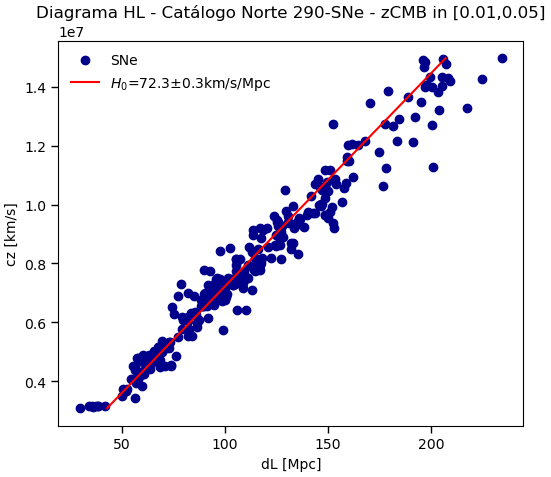 Diagrama HL - Catálogo Norte 290-SNe - zCMB in [0.01,0.05]
1e7
SNe
H₀=72.3±0.3km/s/Mpc
1.4
1.2
1.0
0.8
0.6
0.4
cz [km/s]
50 100 150 200
dL [Mpc]